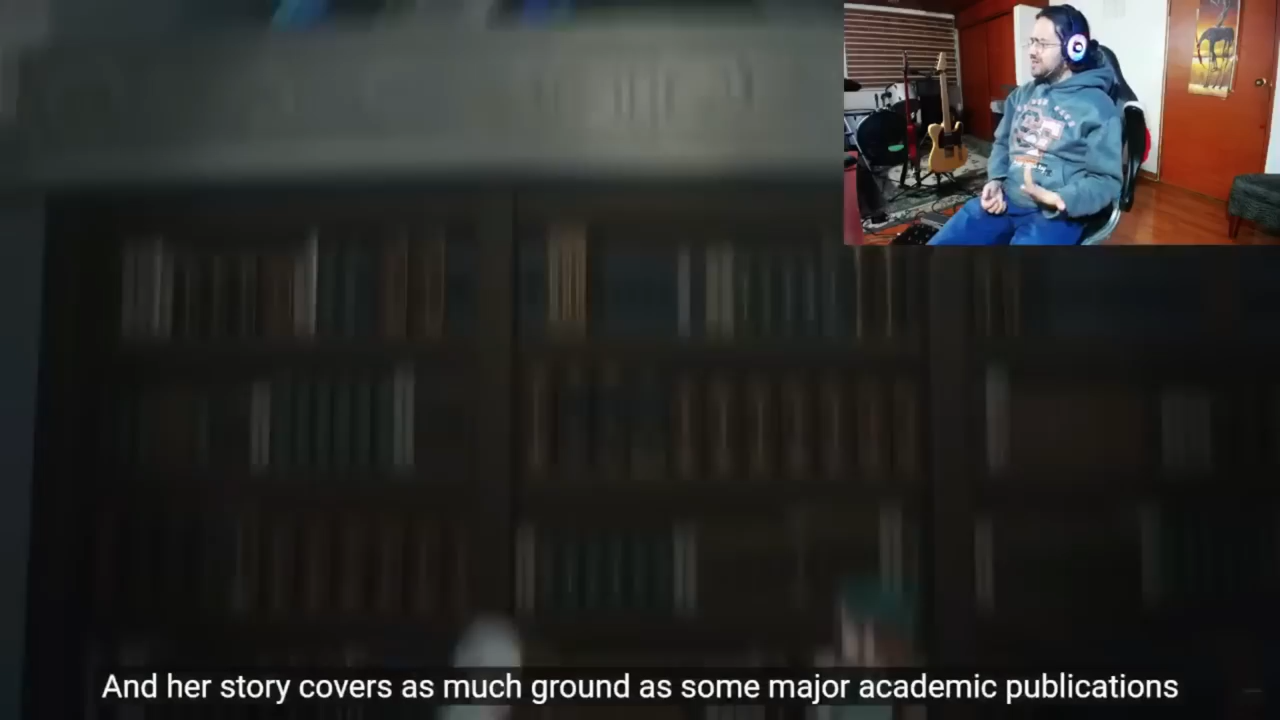 And her story covers as much ground as some major academic publications